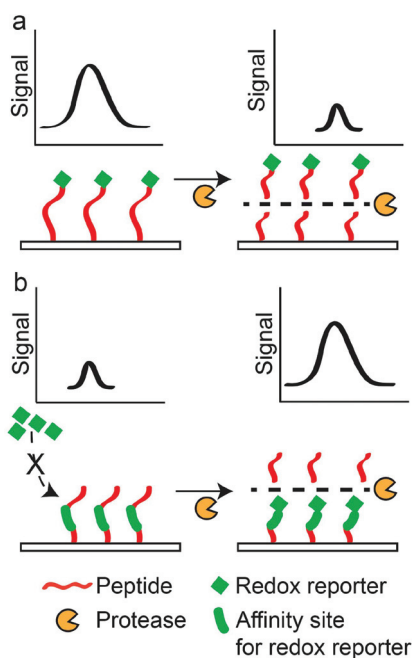 a
Signal
Signal
b
Signal
Signal
X
Peptide
Redox reporter
Protease
Affinity site
for redox reporter